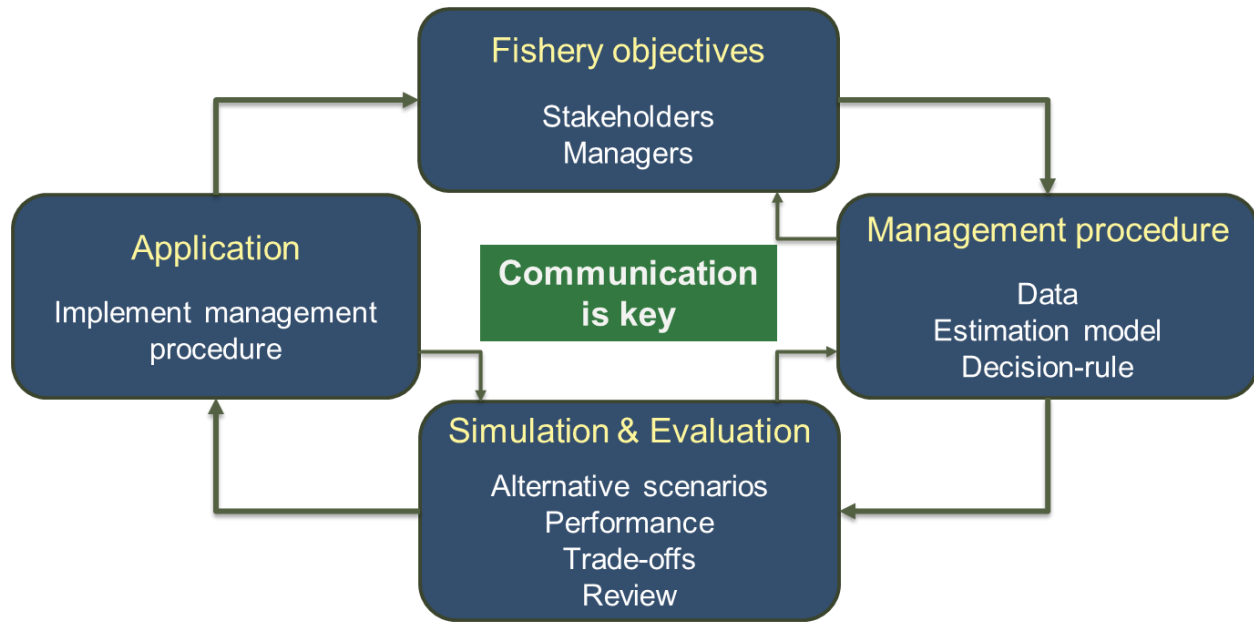 Fishery objectives
Stakeholders
Managers
Application
Implement management
procedure
Communication
is key
Management procedure
Data
Estimation model
Decision-rule
Simulation & Evaluation
Alternative scenarios
Performance
Trade-offs
Review